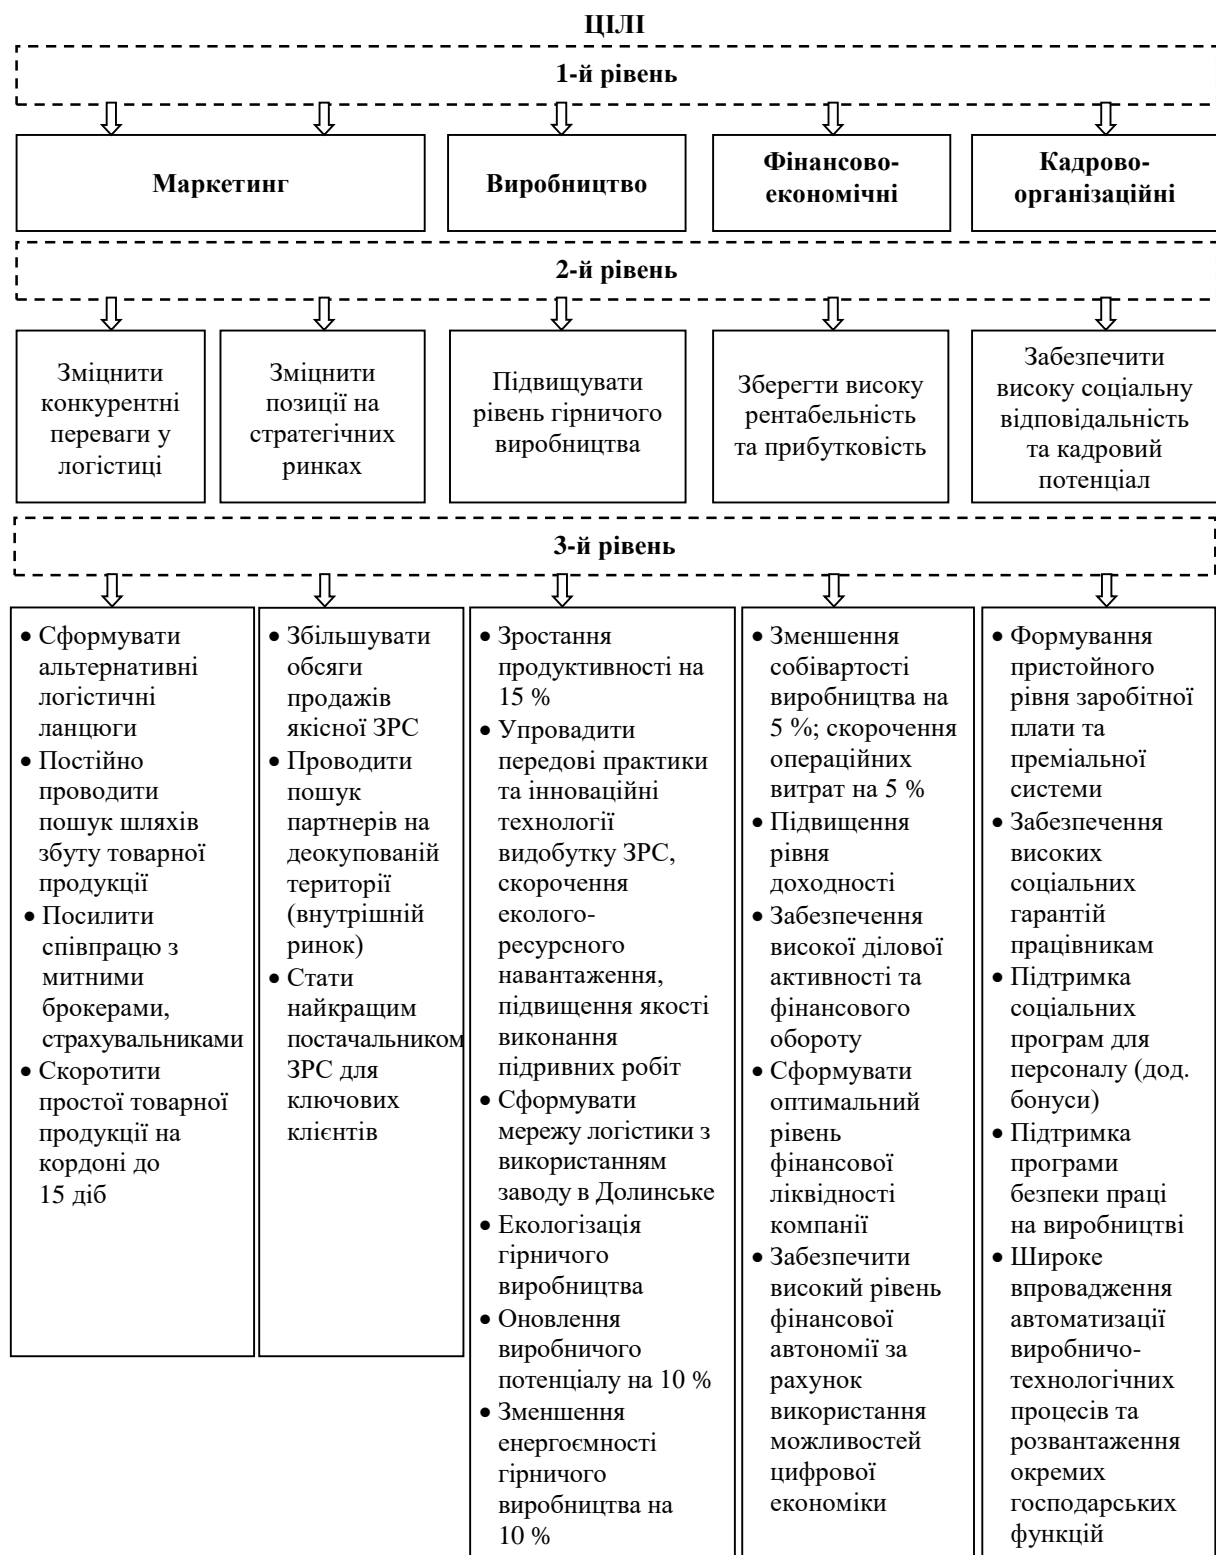 ЦІЛІ
1-й рівень
Маркетинг
Виробництво
Фінансово-
економічні
Кадрово-
організаційні
2-й рівень
Зміцнити
конкурентні
переваги у
логістиці
Зміцнити
позиції на
стратегічних
ринках
Підвищувати
рівень гірничого
виробництва
Зберегти високу
рентабельність
та прибутковість
Забезпечити
високу соціальну
відповідальність
та кадровий
потенціал
3-й рівень
• Сформувати
альтернативні
логістичні
ланцюги
• Постійно
проводити
пошук шляхів
збуту товарної
продукції
• Посилити
співпрацю з
митними
брокерами,
страхувальниками
• Скоротити
простої товарної
продукції на
кордоні до
15 діб
• Збільшувати
обсяги
продажів
якісної ЗРС
• Проводити
пошук
партнерів на
деокупованій
території
(внутрішній
ринок)
• Стати
найкращим
постачальником
ЗРС для
ключових
клієнтів
• Зростання
продуктивності на
15 %
• Упровадити
передові практики
та інноваційні
технології
видобутку ЗРС,
скорочення
еколого-
ресурсного
навантаження,
підвищення якості
виконання
підривних робіт
• Сформувати
мережу логістики з
використанням
заводу в Долинське
• Екологізація
гірничого
виробництва
• Оновлення
виробничого
потенціалу на 10 %
• Зменшення
енергоємності
гірничого
виробництва на
10 %
• Зменшення
собівартості
виробництва на
5 %; скорочення
операційних
витрат на 5 %
• Підвищення
рівня
доходності
• Забезпечення
високої ділової
активності та
фінансового
обороту
• Сформувати
оптимальний
рівень
фінансової
ліквідності
компанії
• Забезпечити
високий рівень
фінансової
автономії за
рахунок
використання
можливостей
цифрової
економіки
• Формування
пристойного
рівня заробітної
плати та
преміальної
системи
• Забезпечення
високих
соціальних
гарантій
працівникам
• Підтримка
соціальних
програм для
персоналу (дод.
бонуси)
• Підтримка
програми
безпеки праці
на виробництві
• Широке
впровадження
автоматизації
виробничо-
технологічних
процесів та
розвантаження
окремих
господарських
функцій